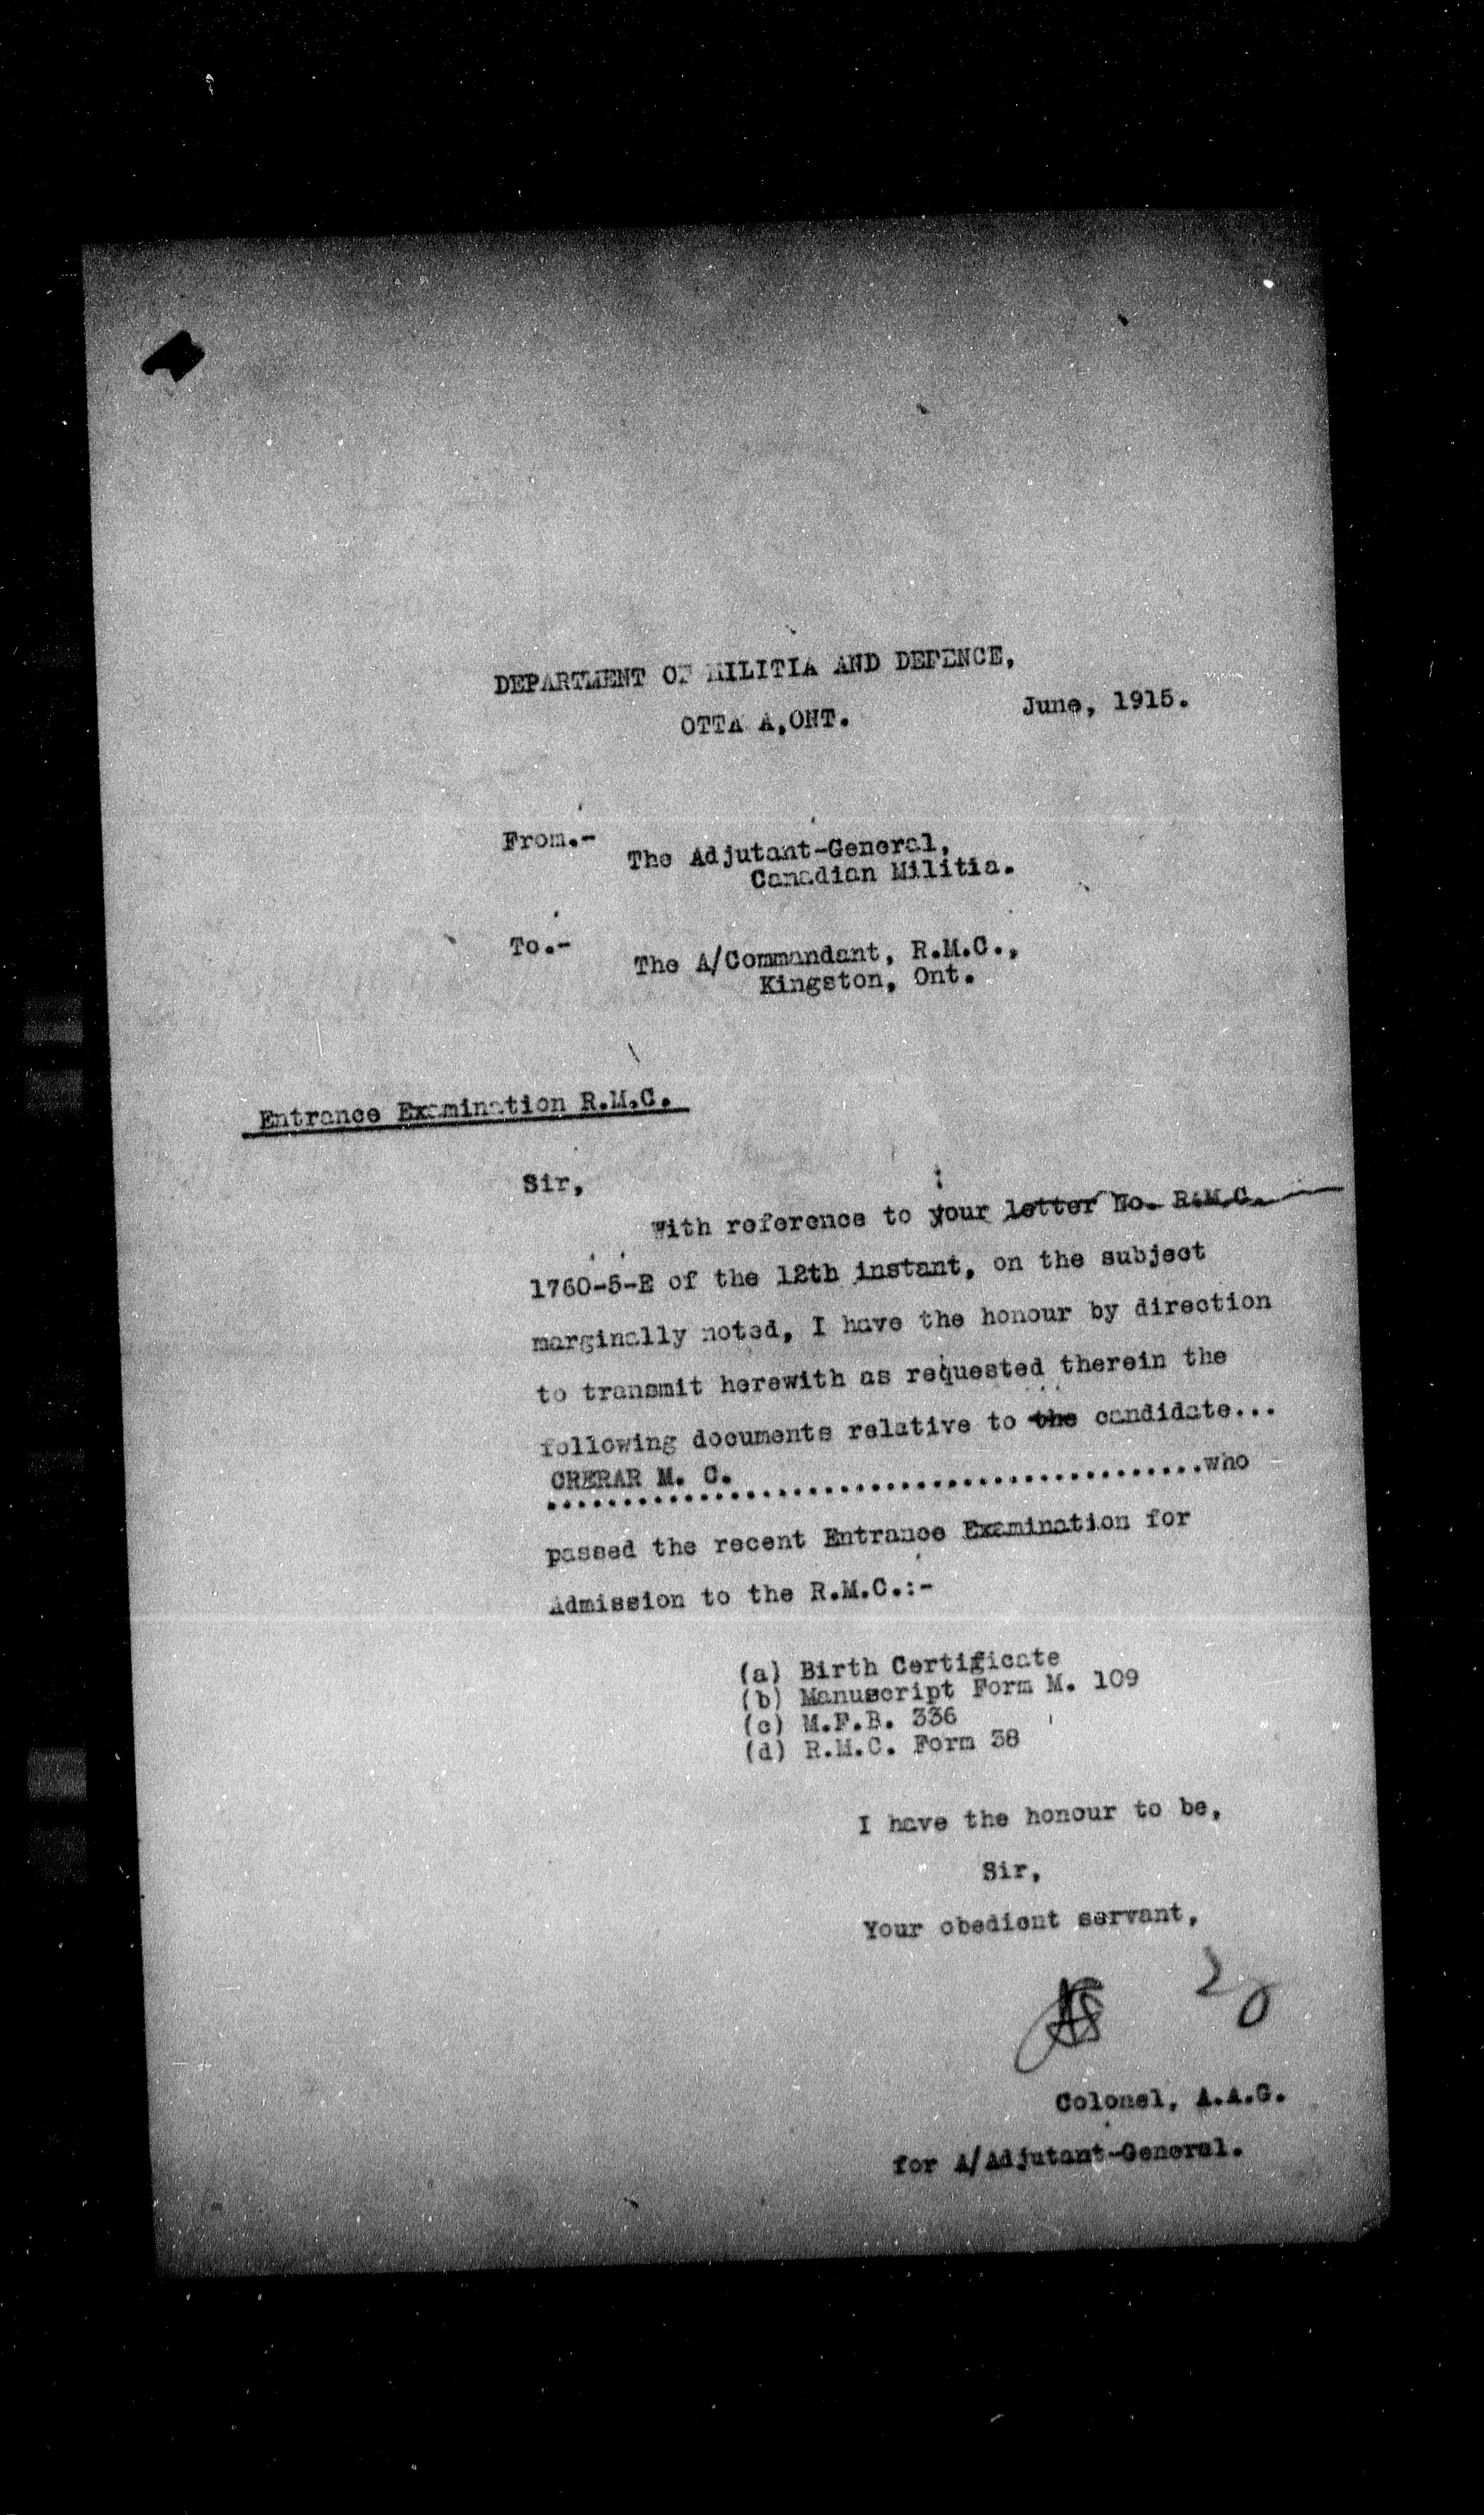 DEPARTMENT OF MILITIA AND DEFENCE,
OTTA A,ONT.
June, 1915.
From.-
The Adjutant-General,
Canadian Militia.
To.-
The A/Commandant, R.M.C.,
Kingston, Ont.
Entrance Examination R.M.C.
Sir,
With reference to your letter No. R.M.C.
1760-5-E of the 12th instant, on the subject
marginally noted, I have the honour by direction
to transmit herewith as requested therein the
following documents relative to the candidate...
CRERAR M. C.
..............................................who
passed the recent Entrance Examination for
Admission to the R.M.C.:-
(a) Birth Certificate
(b) Manuscript Form M. 109
(c) M.F.B. 336
(d) R.M.C. Form 38
I have the honour to be,
Sir,
Your obedient servant,
Colonel, A.A.G.
for A/Adjutant-General.